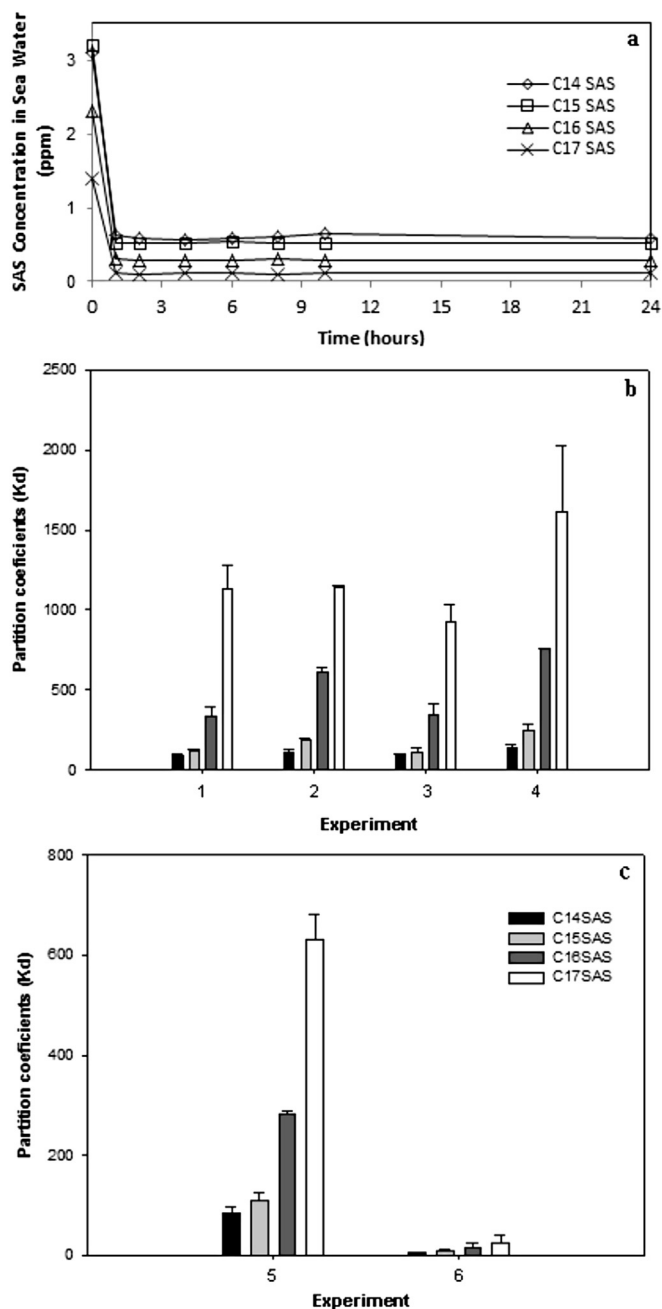 a
SAS Concentration in Sea Water
(ppm)
3
2
1
0
C14 SAS
C15 SAS
C16 SAS
C17 SAS
0 3 6 9 12 15 18 21 24
Time (hours)
b
Partition coeficients (Kd)
2500
2000
1500
1000
500
0
1 2 3 4
Experiment
c
Partition coeficients (Kd)
800
600
400
200
0
C14SAS
C15SAS
C16SAS
C17SAS
5 6
Experiment